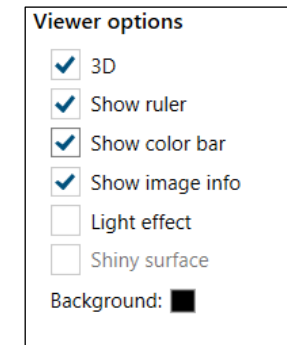 Viewer options
3D
Show ruler
Show color bar
Show image info
Light effect
Shiny surface
Background: